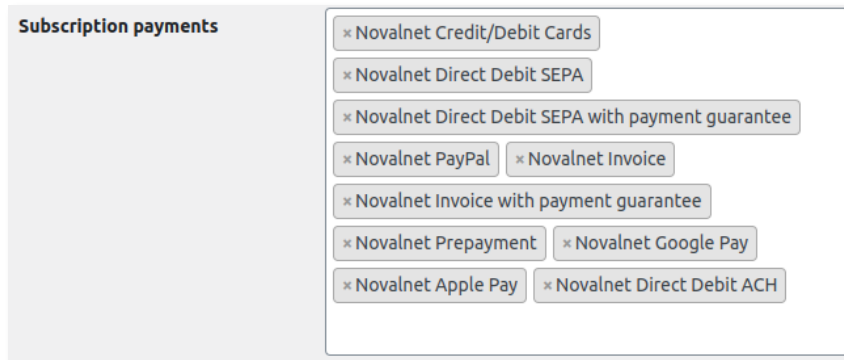 Subscription payments
×Novalnet Credit/Debit Cards
×Novalnet Direct Debit SEPA
×Novalnet Direct Debit SEPA with payment guarantee
×Novalnet PayPal ×Novalnet Invoice
×Novalnet Invoice with payment guarantee
×Novalnet Prepayment ×Novalnet Google Pay
×Novalnet Apple Pay ×Novalnet Direct Debit ACH